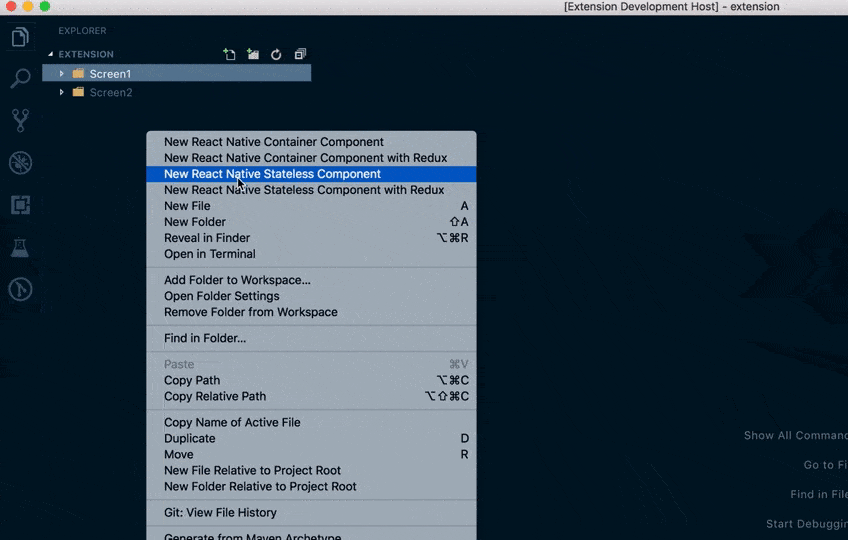 [Extension Development Host] - extension
EXPLORER
EXTENSION
Screen1
Screen2
New React Native Container Component
New React Native Container Component with Redux
New React Native Stateless Component
New React Native Stateless Component with Redux
New File A
New Folder ⇧A
Reveal in Finder ⌥⌘R
Open in Terminal
Add Folder to Workspace...
Open Folder Settings
Remove Folder from Workspace
Find in Folder...
Paste ⌘V
Copy Path ⌥⌘C
Copy Relative Path ⌥⇧⌘C
Copy Name of Active File
Duplicate D
Move R
New File Relative to Project Root
New Folder Relative to Project Root
Git: View File History
Generate from Maven Archetype
Show All Command
Go to Fi
Find in File
Start Debuggin